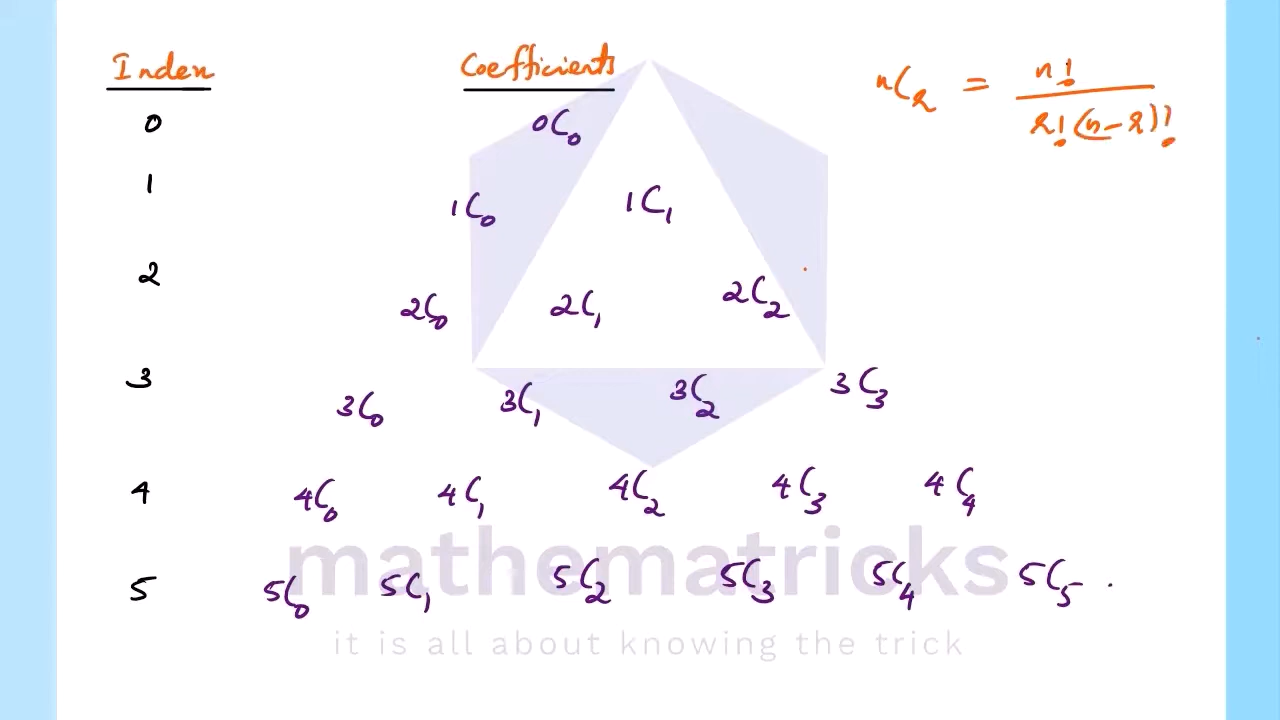 Index Coefficients nCr = n! / r!(n-r)!
0 0C0
1 1C0 1C1
2 2C0 2C1 2C2
3 3C0 3C1 3C2 3C3
4 4C0 4C1 4C2 4C3 4C4
mathematricks
5 5C0 5C1 5C2 5C3 5C4 5C5 .
it is all about knowing the trick